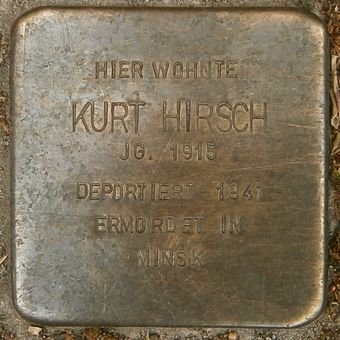 HIER WOHNTE
KURT HIRSCH
JG. 1915
DEPORTIERT 1941
ERMORDET IN
MINSK